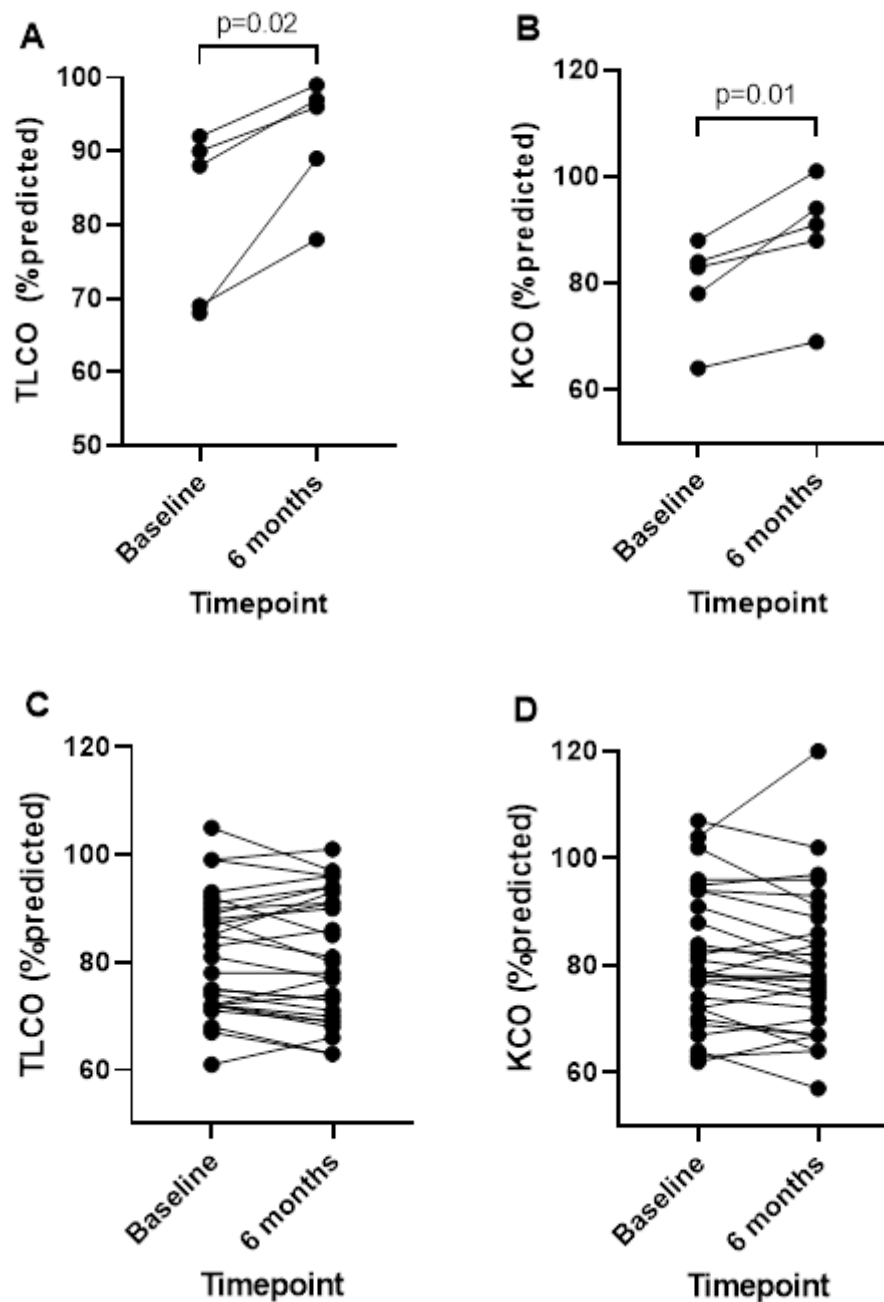 A
p=0.02
TLCO (%predicted)
100
90
80
70
60
50
Baseline
6 months
Timepoint
B
p=0.01
KCO (%predicted)
120
100
80
60
Baseline
6 months
Timepoint
C
TLCO (%predicted)
120
100
80
60
Baseline
6 months
Timepoint
D
KCO (%predicted)
120
100
80
60
Baseline
6 months
Timepoint